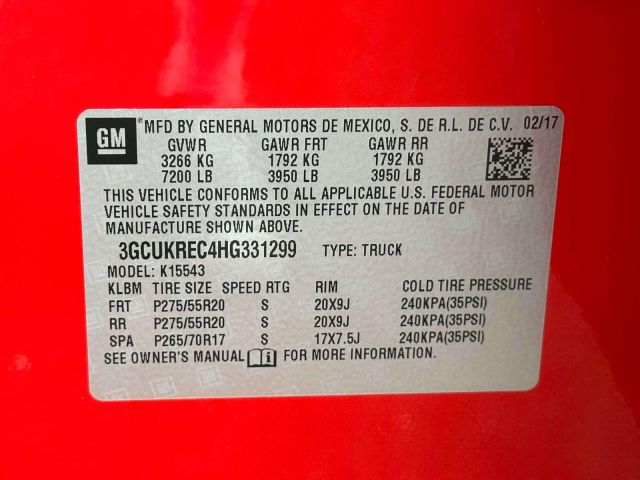 GM ® MFD BY GENERAL MOTORS DE MEXICO, S. DE R.L. DE C.V. 02/17
GVWR GAWR FRT GAWR RR
3266 KG 1792 KG 1792 KG
7200 LB 3950 LB 3950 LB
THIS VEHICLE CONFORMS TO ALL APPLICABLE U.S. FEDERAL MOTOR
VEHICLE SAFETY STANDARDS IN EFFECT ON THE DATE OF
MANUFACTURE SHOWN ABOVE.
3GCUKREC4HG331299 TYPE: TRUCK
MODEL: K15543
KLBM TIRE SIZE SPEED RTG RIM COLD TIRE PRESSURE
FRT P275/55R20 S 20X9J 240KPA(35PSI)
RR P275/55R20 S 20X9J 240KPA(35PSI)
SPA P265/70R17 S 17X7.5J 240KPA(35PSI)
SEE OWNER'S MANUAL i FOR MORE INFORMATION.